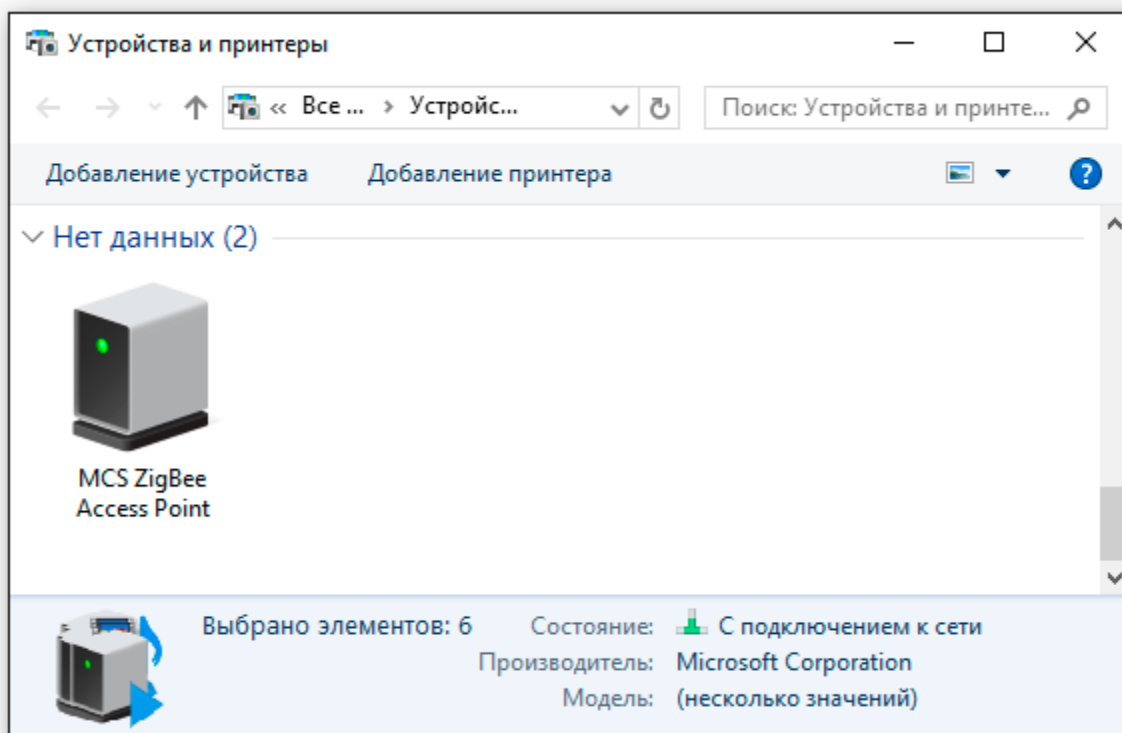 Устройства и принтеры
« Все ... › Устройс...
Поиск: Устройства и принте...
Добавление устройства Добавление принтера
?
Нет данных (2)
MCS ZigBee
Access Point
Выбрано элементов: 6 Состояние: С подключением к сети
Производитель: Microsoft Corporation
Модель: (несколько значений)